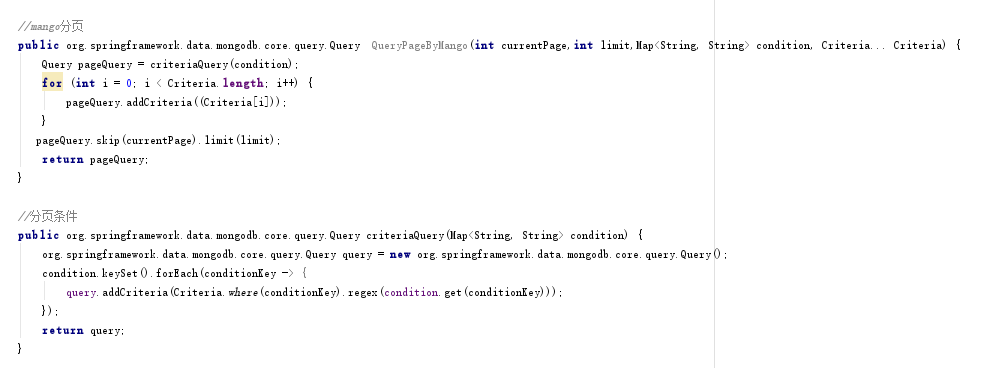 //mango分页
public org.springframework.data.mongodb.core.query.Query QueryPageByMango(int currentPage,int limit,Map<String, String> condition, Criteria... Criteria) {
Query pageQuery = criteriaQuery(condition);
for (int i = 0; i < Criteria.length; i++) {
pageQuery.addCriteria((Criteria[i]));
}
pageQuery.skip(currentPage).limit(limit);
return pageQuery;
}
//分页条件
public org.springframework.data.mongodb.core.query.Query criteriaQuery(Map<String, String> condition) {
org.springframework.data.mongodb.core.query.Query query = new org.springframework.data.mongodb.core.query.Query();
condition.keySet().forEach(conditionKey -> {
query.addCriteria(Criteria.where(conditionKey).regex(condition.get(conditionKey)));
});
return query;
}